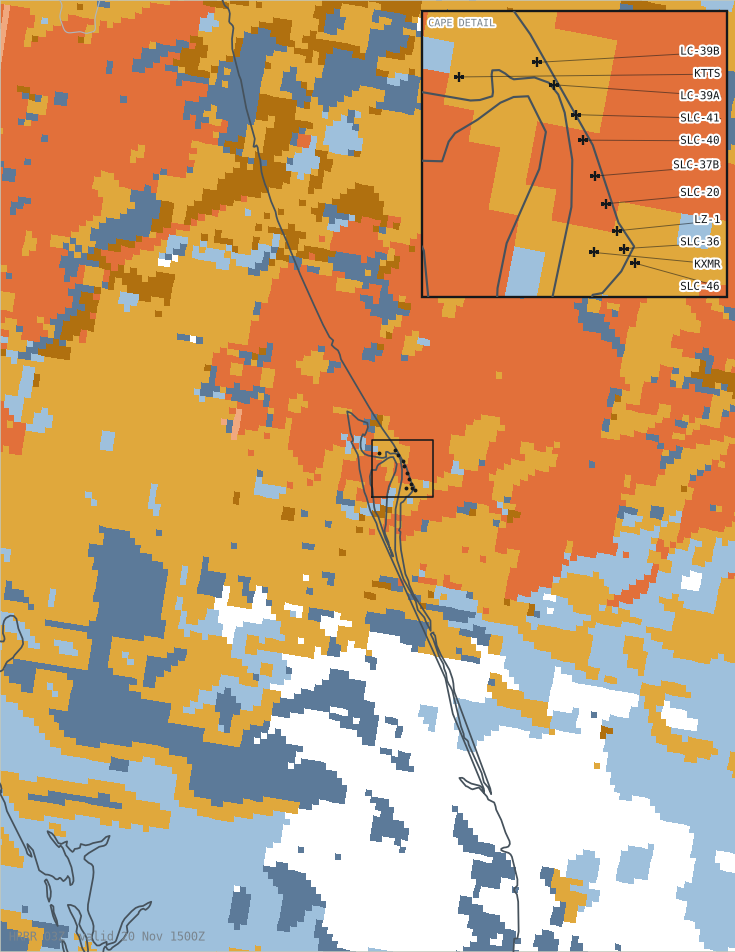 CAPE DETAIL
LC-39B
KTTS
LC-39A
SLC-41
SLC-40
SLC-37B
SLC-20
LZ-1
SLC-36
KXMR
SLC-46
valid 20 Nov 1500Z